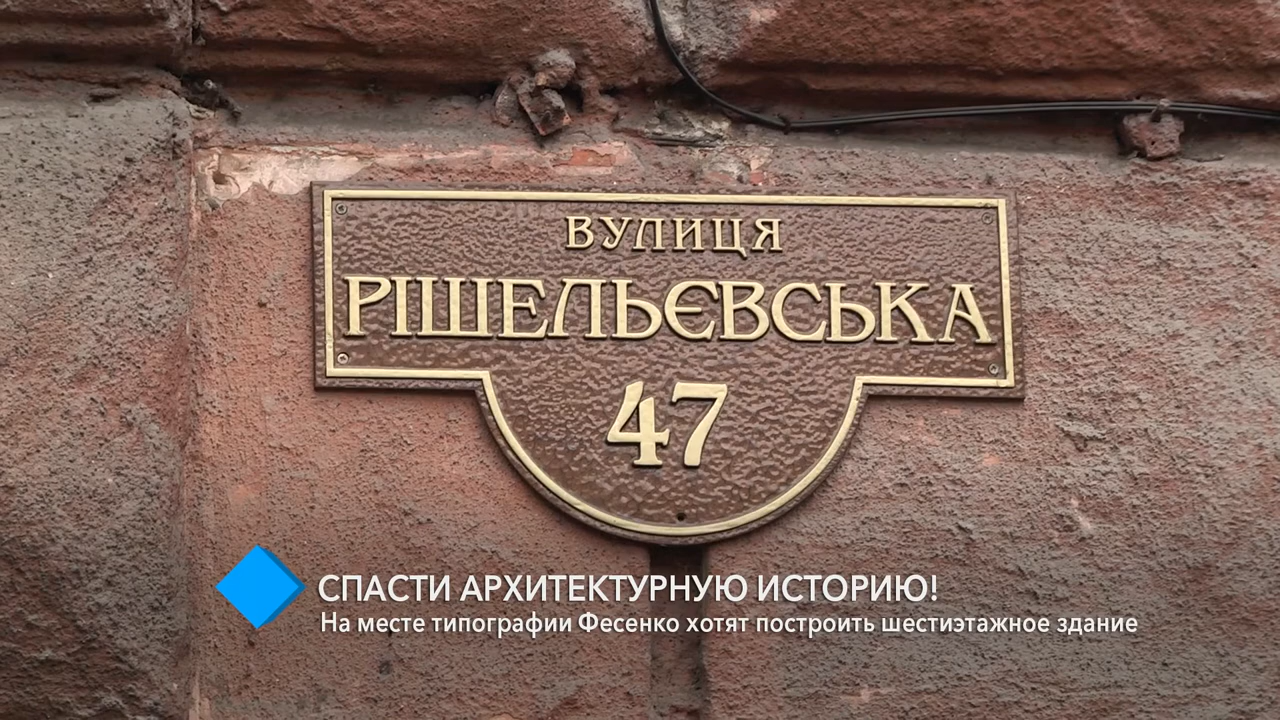 ВУЛИЦЯ
РІШЕЛЬЄВСЬКА
47
СПАСТИ АРХИТЕКТУРНУЮ ИСТОРИЮ!
На месте типографии Фесенко хотят построить шестиэтажное здание